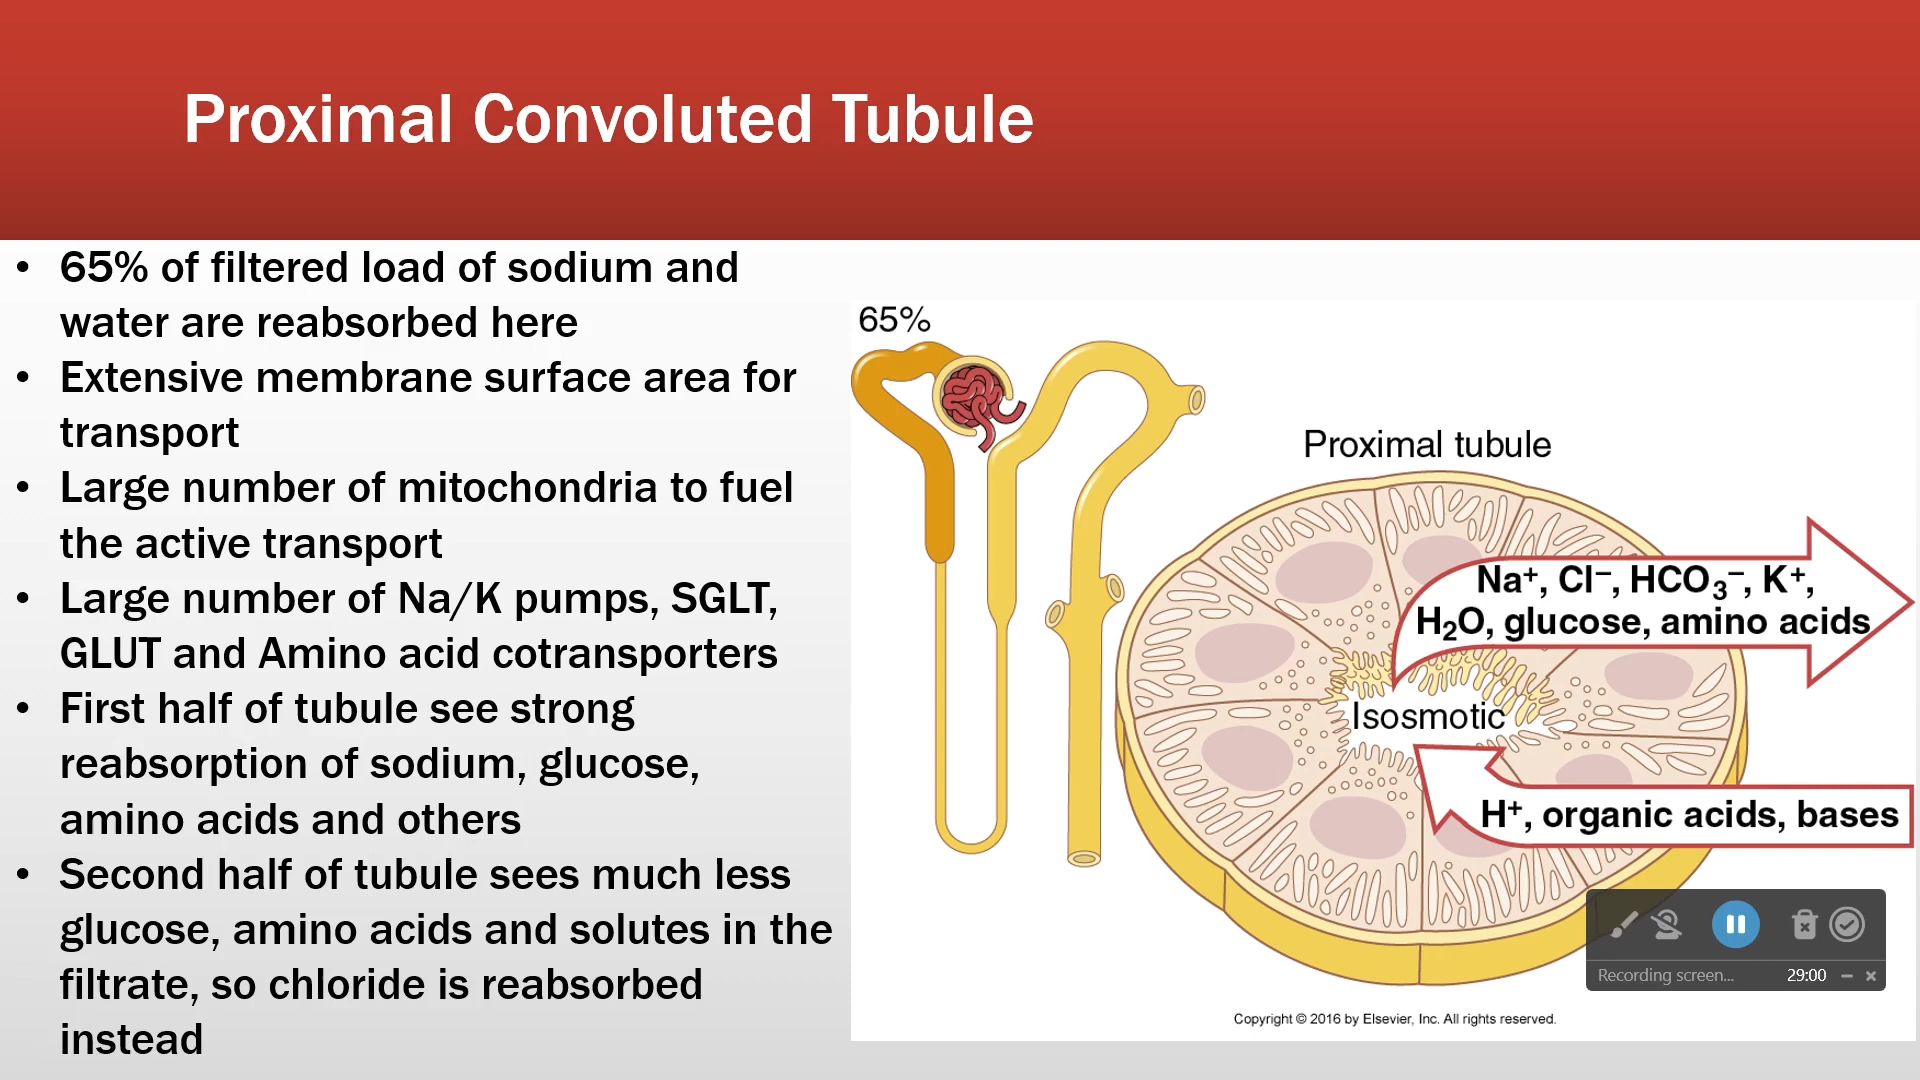 Proximal Convoluted Tubule
• 65% of filtered load of sodium and
water are reabsorbed here
• Extensive membrane surface area for
transport
• Large number of mitochondria to fuel
the active transport
• Large number of Na/K pumps, SGLT,
GLUT and Amino acid cotransporters
• First half of tubule see strong
reabsorption of sodium, glucose,
amino acids and others
• Second half of tubule sees much less
glucose, amino acids and solutes in the
filtrate, so chloride is reabsorbed
instead
65%
Proximal tubule
Na⁺, Cl⁻, HCO₃⁻, K⁺,
H₂O, glucose, amino acids
Isosmotic
H⁺, organic acids, bases
Recording screen... 29:00
Copyright © 2016 by Elsevier, Inc. All rights reserved.